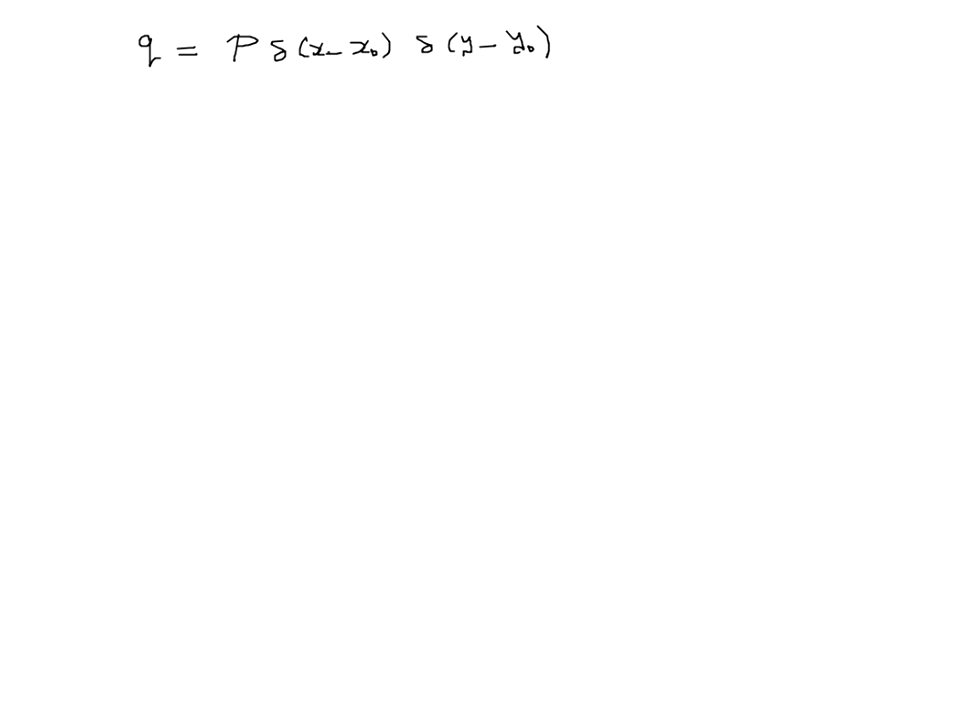 q = P δ(x - x₀) δ(y - y₀)